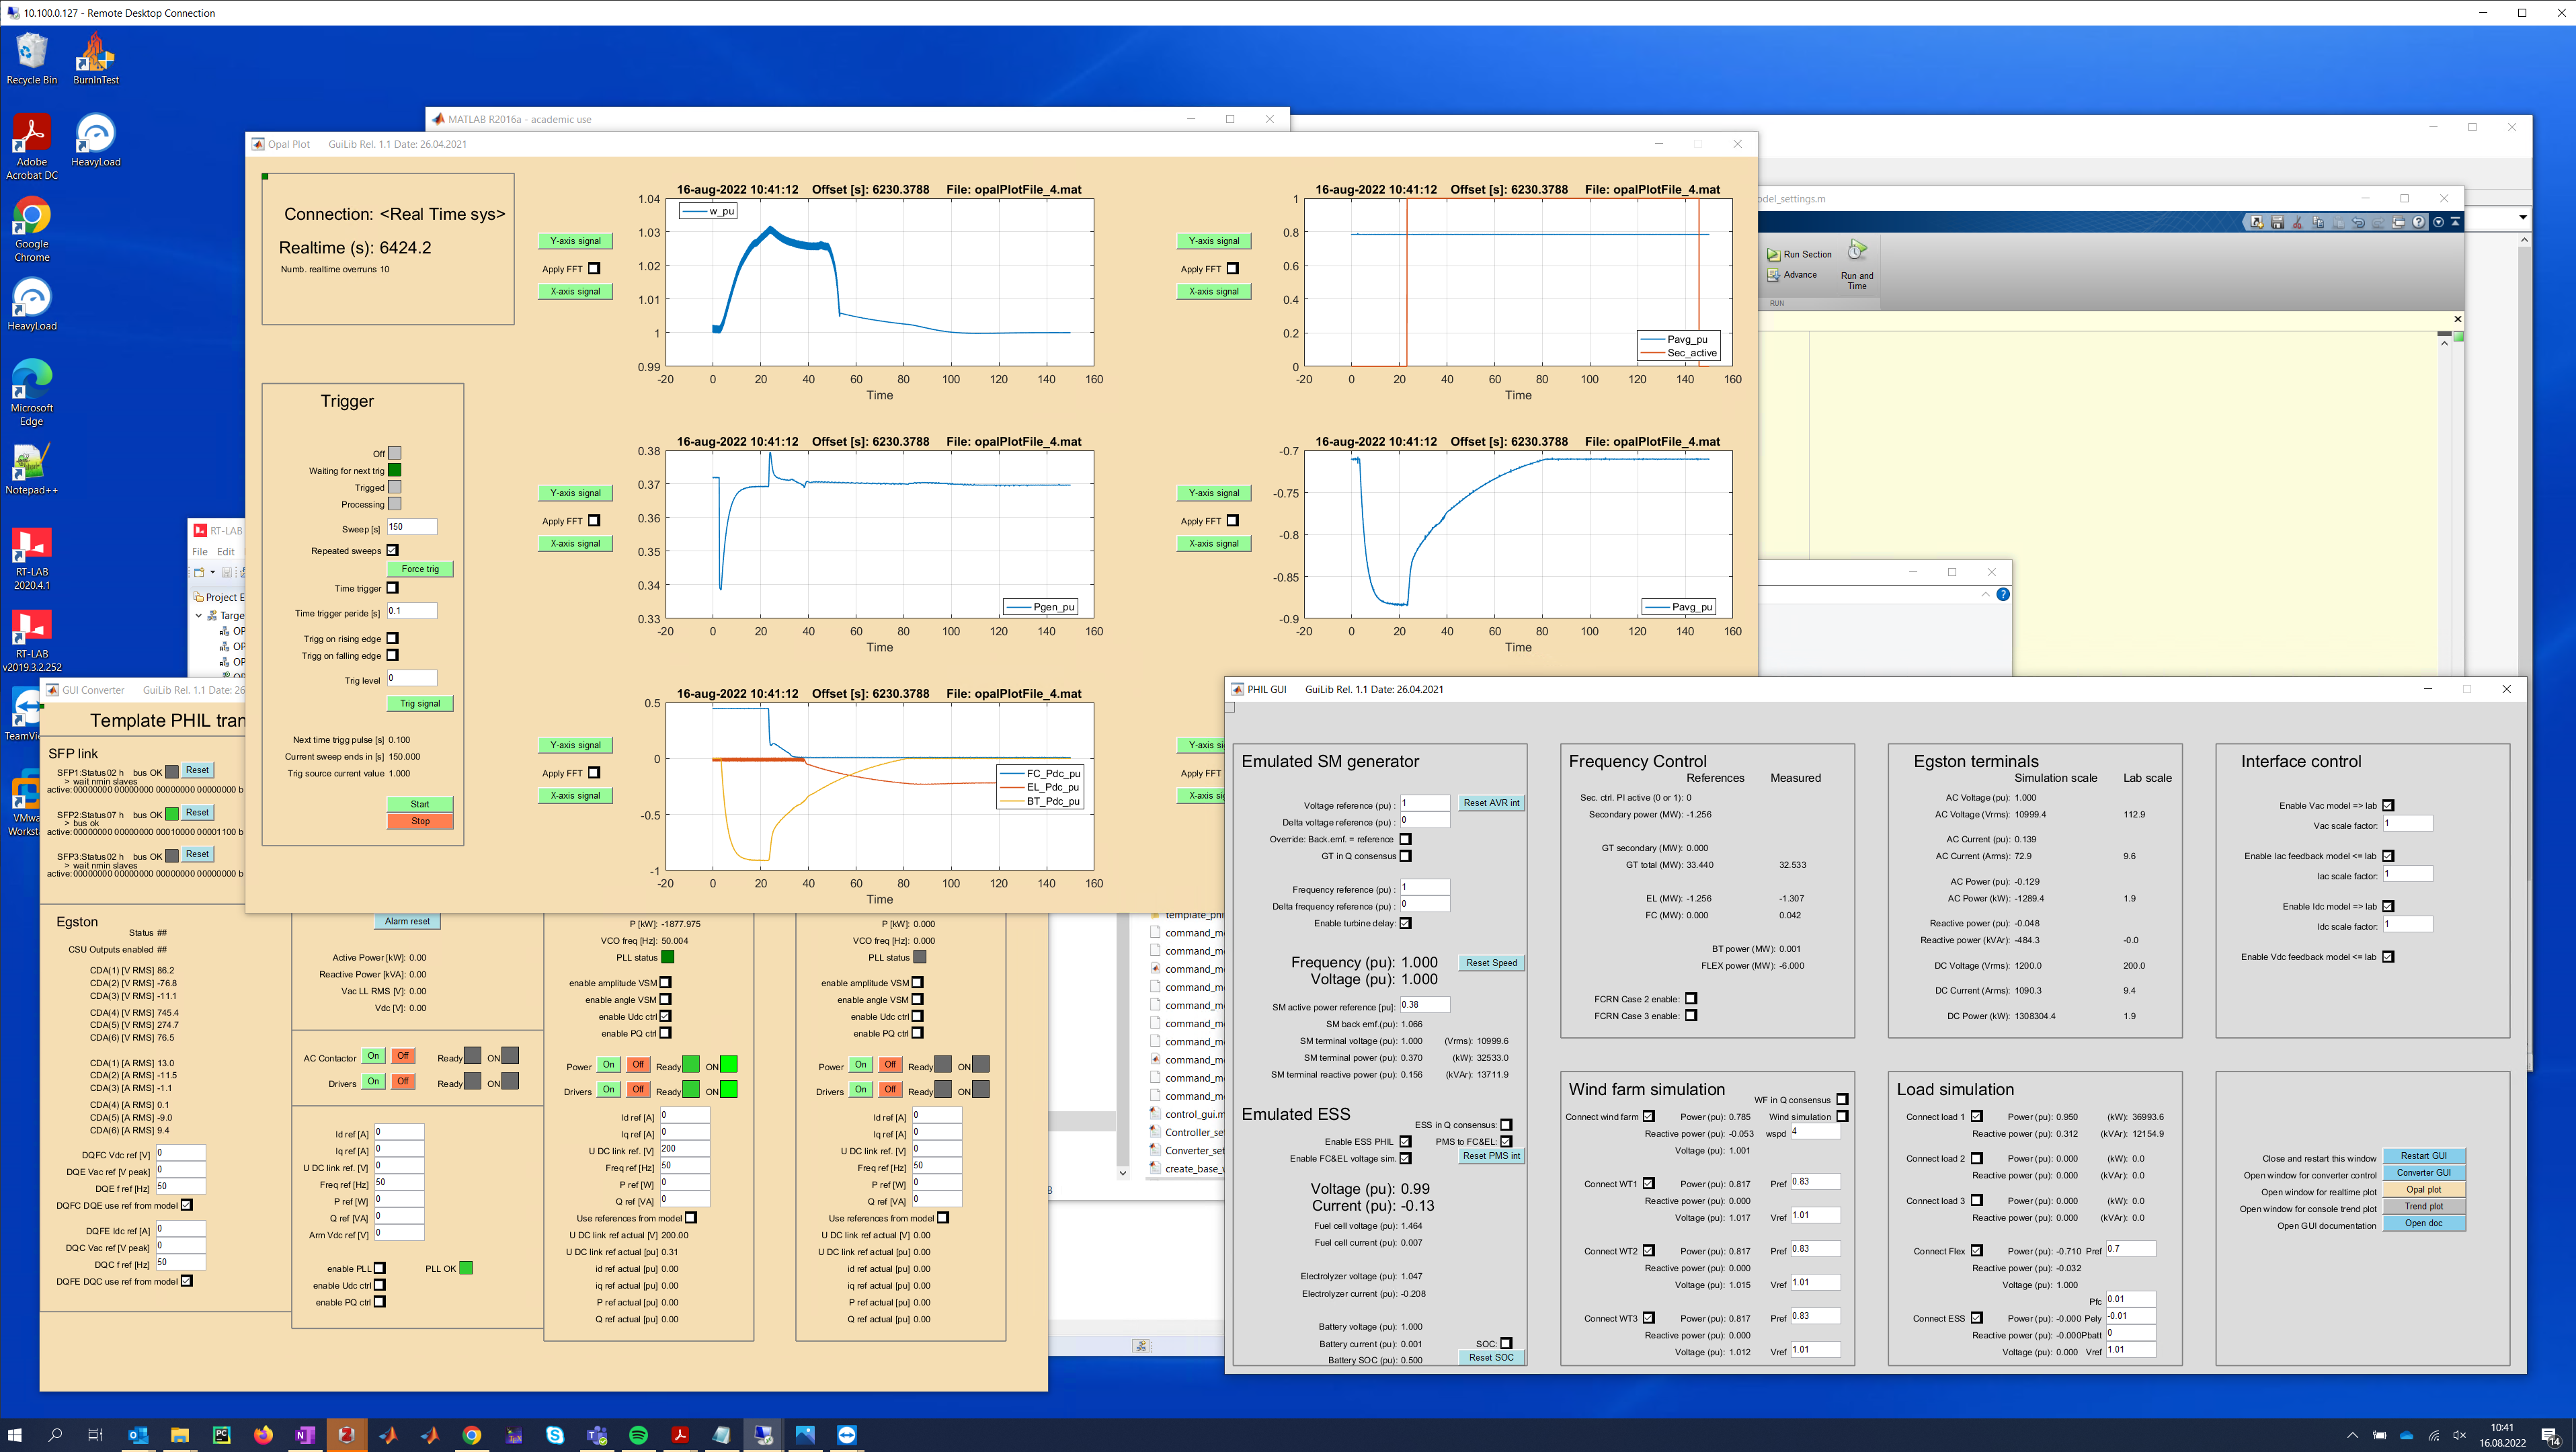 10.100.0.127 - Remote Desktop Connection
Recycle Bin
BurnInTest
Adobe Acrobat DC
HeavyLoad
Google Chrome
HeavyLoad
Microsoft Edge
Notepad++
RT-LAB 2020.4.1
RT-LAB v2019.3.2.252
MATLAB R2016a - academic use
Opal Plot GuiLib Rel. 1.1 Date: 26.04.2021
Connection: <Real Time sys>
Realtime (s): 6424.2
Numb. realtime overruns 10
Trigger
Off
Waiting for next trig
Trigged
Processing
Sweep [s] 150
Repeated sweeps
Force trig
Time trigger
Time trigger peride [s] 0.1
Trigg on rising edge
Trigg on falling edge
Trig level 0
Trig signal
Next time trigg pulse [s] 0.100
Current sweep ends in [s] 150.000
Trig source current value 1.000
Start
Stop
Y-axis signal
Apply FFT
X-axis signal
16-aug-2022 10:41:12 Offset [s]: 6230.3788 File: opalPlotFile_4.mat
1.04
1.03
1.02
1.01
1
0.99
w_pu
-20 0 20 40 60 80 100 120 140 160
Time
Y-axis signal
Apply FFT
X-axis signal
16-aug-2022 10:41:12 Offset [s]: 6230.3788 File: opalPlotFile_4.mat
1
0.8
0.6
0.4
0.2
0
Pavg_pu
Sec_active
-20 0 20 40 60 80 100 120 140 160
Time
Y-axis signal
Apply FFT
X-axis signal
16-aug-2022 10:41:12 Offset [s]: 6230.3788 File: opalPlotFile_4.mat
0.38
0.37
0.36
0.35
0.34
0.33
Pgen_pu
-20 0 20 40 60 80 100 120 140 160
Time
Y-axis signal
Apply FFT
X-axis signal
16-aug-2022 10:41:12 Offset [s]: 6230.3788 File: opalPlotFile_4.mat
-0.7
-0.75
-0.8
-0.85
-0.9
Pavg_pu
-20 0 20 40 60 80 100 120 140 160
Time
Y-axis signal
Apply FFT
X-axis signal
16-aug-2022 10:41:12 Offset [s]: 6230.3788 File: opalPlotFile_4.mat
0.5
0
-0.5
-1
FC_Pdc_pu
EL_Pdc_pu
BT_Pdc_pu
-20 0 20 40 60 80 100 120 140 160
Time
Y-axis si
Apply FFT
X-axis si
odel_settings.m
Run Section
Advance
Run and Time
RUN
RT-LAB
File Edit
Project E
Targe
OP
OP
OP
GUI Converter GuiLib Rel. 1.1 Date: 26
Template PHIL tran
SFP link
SFP1:Status02 h bus OK Reset
> wait nmin slaves
active:00000000 00000000 00000000 00000000 b
SFP2:Status07 h bus OK Reset
> bus ok
active:00000000 00000000 00010000 00001100 b
SFP3:Status02 h bus OK Reset
> wait nmin slaves
active:00000000 00000000 00000000 00000000 b
Egston
Status ##
CSU Outputs enabled ##
CDA(1) [V RMS] 86.2
CDA(2) [V RMS] -76.8
CDA(3) [V RMS] -11.1
CDA(4) [V RMS] 745.4
CDA(5) [V RMS] 274.7
CDA(6) [V RMS] 76.5
CDA(1) [A RMS] 13.0
CDA(2) [A RMS] -11.5
CDA(3) [A RMS] -1.1
CDA(4) [A RMS] 0.1
CDA(5) [A RMS] -9.0
CDA(6) [A RMS] 9.4
DQFC Vdc ref [V] 0
DQE Vac ref [V peak] 0
DQE f ref [Hz] 50
DQFC DQE use ref from model
DQFE Idc ref [A] 0
DQC Vac ref [V peak] 0
DQC f ref [Hz] 50
DQFE DQC use ref from model
Alarm reset
Active Power [kW]: 0.00
Reactive Power [kVA]: 0.00
Vac LL RMS [V]: 0.00
Vdc [V]: 0.00
AC Contactor On Off Ready ON
Drivers On Off Ready ON
Id ref [A] 0
Iq ref [A] 0
U DC link ref. [V] 0
Freq ref [Hz] 50
P ref [W] 0
Q ref [VA] 0
Arm Vdc ref [V] 0
enable PLL PLL OK
enable Udc ctrl
enable PQ ctrl
P [kW]: -1877.975
VCO freq [Hz]: 50.004
PLL status
enable amplitude VSM
enable angle VSM
enable Udc ctrl
enable PQ ctrl
Power On Off Ready ON
Drivers On Off Ready ON
Id ref [A] 0
Iq ref [A] 0
U DC link ref. [V] 200
Freq ref [Hz] 50
P ref [W] 0
Q ref [VA] 0
Use references from model
U DC link ref actual [V] 200.00
U DC link ref actual [pu] 0.31
id ref actual [pu] 0.00
iq ref actual [pu] 0.00
P ref actual [pu] 0.00
Q ref actual [pu] 0.00
P [kW]: 0.000
VCO freq [Hz]: 0.000
PLL status
enable amplitude VSM
enable angle VSM
enable Udc ctrl
enable PQ ctrl
Power On Off Ready ON
Drivers On Off Ready ON
Id ref [A] 0
Iq ref [A] 0
U DC link ref. [V] 0
Freq ref [Hz] 50
P ref [W] 0
Q ref [VA] 0
Use references from model
U DC link ref actual [V] 0.00
U DC link ref actual [pu] 0.00
id ref actual [pu] 0.00
iq ref actual [pu] 0.00
P ref actual [pu] 0.00
Q ref actual [pu] 0.00
template_phi
command_m
command_m
command_m
command_m
command_m
command_m
command_m
command_m
command_m
command_m
control_gui.m
Controller_set
Converter_set
create_base_v
PHIL GUI GuiLib Rel. 1.1 Date: 26.04.2021
Emulated SM generator
Voltage reference (pu) : 1 Reset AVR int
Delta voltage reference (pu) : 0
Override: Back.emf. = reference
GT in Q consensus
Frequency reference (pu) : 1
Delta frequency reference (pu) : 0
Enable turbine delay:
Frequency (pu): 1.000 Reset Speed
Voltage (pu): 1.000
SM active power reference [pu]: 0.38
SM back emf.(pu): 1.066
SM terminal voltage (pu): 1.000 (Vrms): 10999.6
SM terminal power (pu): 0.370 (kW): 32533.0
SM terminal reactive power (pu): 0.156 (kVAr): 13711.9
Emulated ESS
ESS in Q consensus:
Enable ESS PHIL PMS to FC&EL:
Enable FC&EL voltage sim. Reset PMS int
Voltage (pu): 0.99
Current (pu): -0.13
Fuel cell voltage (pu): 1.464
Fuel cell current (pu): 0.007
Electrolyzer voltage (pu): 1.047
Electrolyzer current (pu): -0.208
Battery voltage (pu): 1.000
Battery current (pu): 0.001 SOC:
Battery SOC (pu): 0.500 Reset SOC
Frequency Control
References Measured
Sec. ctrl. PI active (0 or 1): 0
Secondary power (MW): -1.256
GT secondary (MW): 0.000
GT total (MW): 33.440 32.533
EL (MW): -1.256 -1.307
FC (MW): 0.000 0.042
BT power (MW): 0.001
FLEX power (MW): -6.000
FCRN Case 2 enable:
FCRN Case 3 enable:
Wind farm simulation
WF in Q consensus
Connect wind farm Power (pu): 0.785 Wind simulation
Reactive power (pu): -0.053 wspd 4
Voltage (pu): 1.001
Connect WT1 Power (pu): 0.817 Pref 0.83
Reactive power (pu): 0.000
Voltage (pu): 1.017 Vref 1.01
Connect WT2 Power (pu): 0.817 Pref 0.83
Reactive power (pu): 0.000
Voltage (pu): 1.015 Vref 1.01
Connect WT3 Power (pu): 0.817 Pref 0.83
Reactive power (pu): 0.000
Voltage (pu): 1.012 Vref 1.01
Egston terminals
Simulation scale Lab scale
AC Voltage (pu): 1.000
AC Voltage (Vrms): 10999.4 112.9
AC Current (pu): 0.139
AC Current (Arms): 72.9 9.6
AC Power (pu): -0.129
AC Power (kW): -1289.4 1.9
Reactive power (pu): -0.048
Reactive power (kVAr): -484.3 -0.0
DC Voltage (Vrms): 1200.0 200.0
DC Current (Arms): 1090.3 9.4
DC Power (kW): 1308304.4 1.9
Load simulation
Connect load 1 Power (pu): 0.950 (kW): 36993.6
Reactive power (pu): 0.312 (kVAr): 12154.9
Connect load 2 Power (pu): 0.000 (kW): 0.0
Reactive power (pu): 0.000 (kVAr): 0.0
Connect load 3 Power (pu): 0.000 (kW): 0.0
Reactive power (pu): 0.000 (kVAr): 0.0
Connect Flex Power (pu): -0.710 Pref 0.7
Reactive power (pu): -0.032
Voltage (pu): 1.000
Pfc 0.01
Connect ESS Power (pu): -0.000 Pely -0.01
Reactive power (pu): -0.000Pbatt 0
Voltage (pu): 0.000 Vref 1.01
Interface control
Enable Vac model => lab
Vac scale factor: 1
Enable Iac feedback model <= lab
Iac scale factor: 1
Enable Idc model => lab
Idc scale factor: 1
Enable Vdc feedback model <= lab
Close and restart this window Restart GUI
Open window for converter control Converter GUI
Open window for realtime plot Opal plot
Open window for console trend plot Trend plot
Open GUI documentation Open doc
10:41
16.08.2022
14